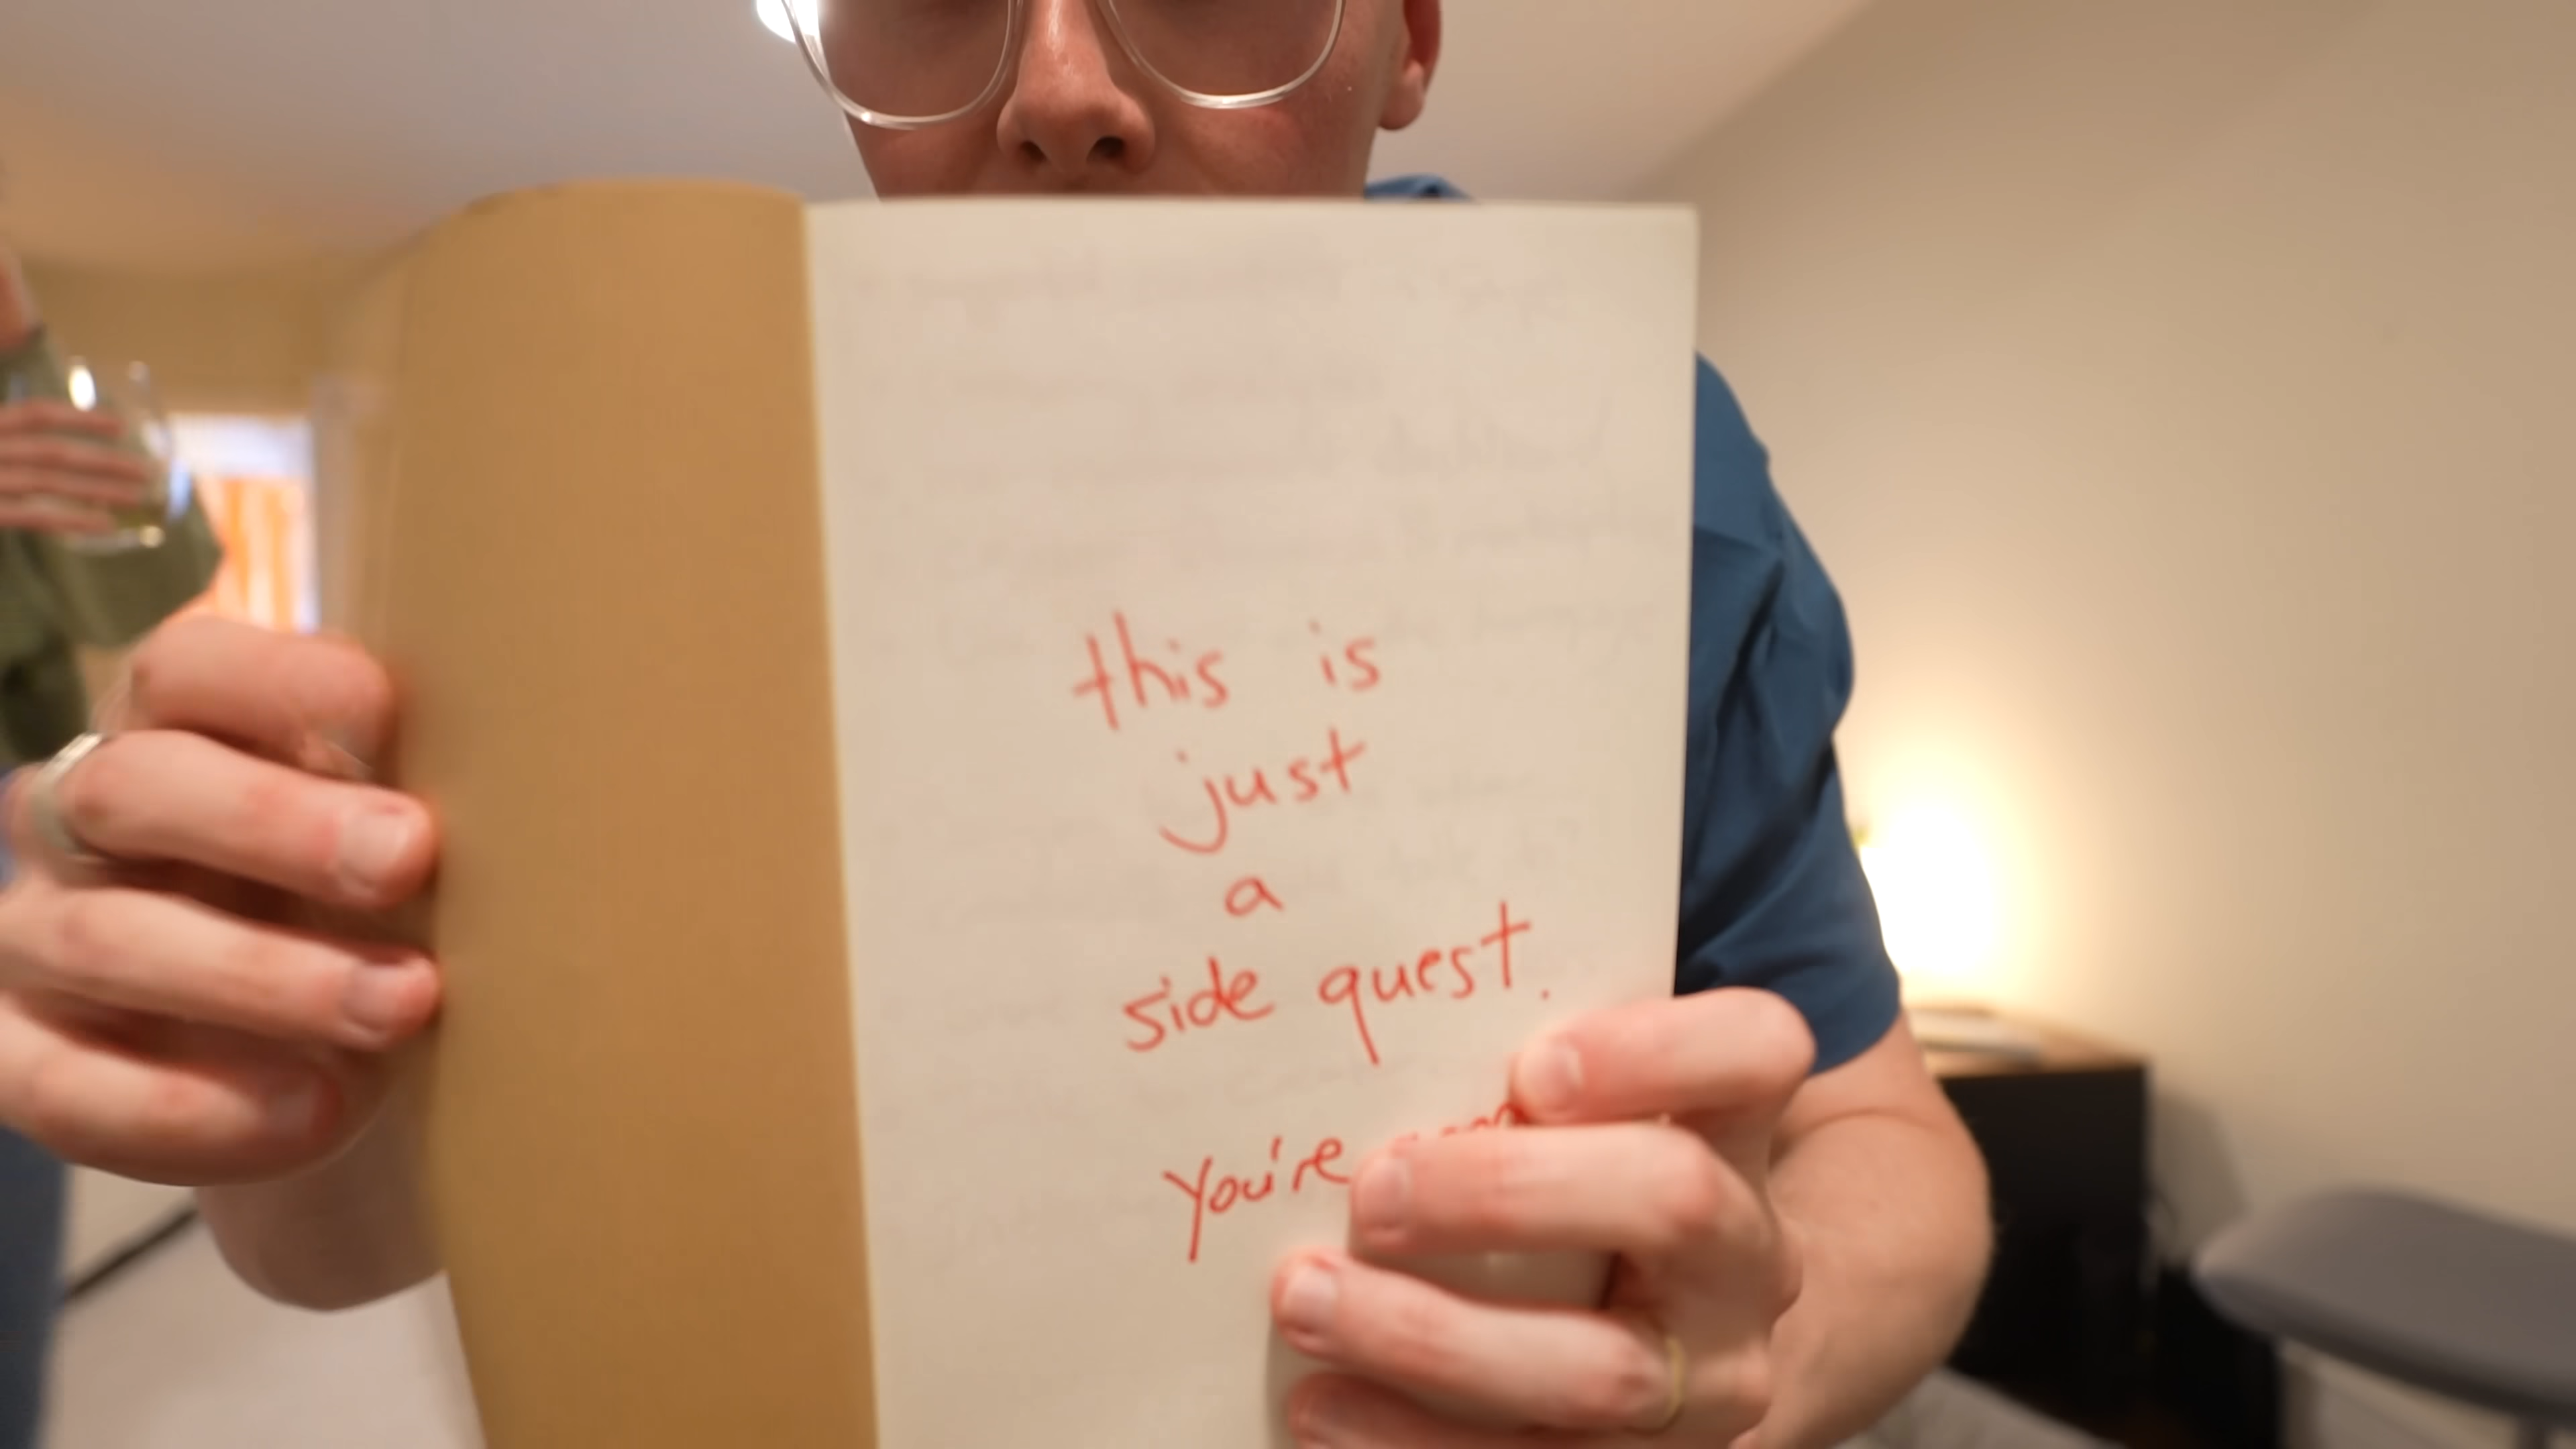 this is
just
a
side quest.
you're